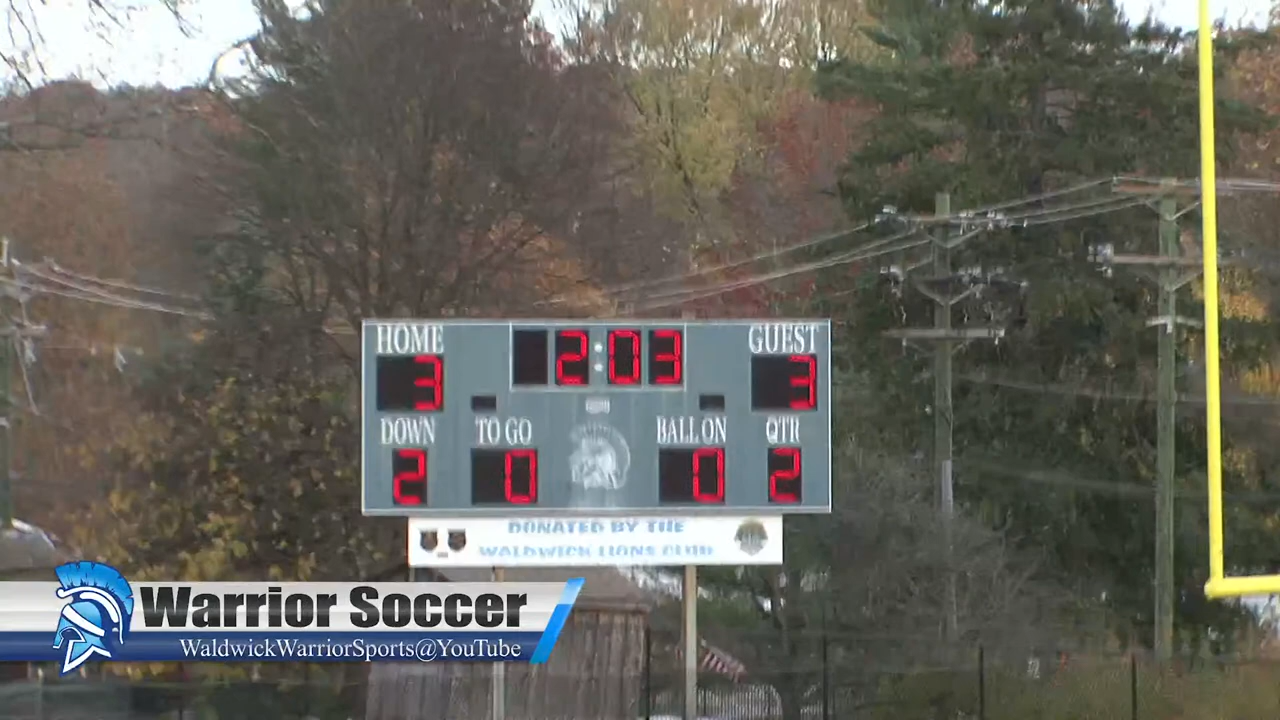 HOME 2:03 GUEST
3 3
DOWN TO GO BALL ON QTR
2 0 0 2
DONATED BY THE
WALDWICK LIONS CLUB
Warrior Soccer
WaldwickWarriorSports@YouTube